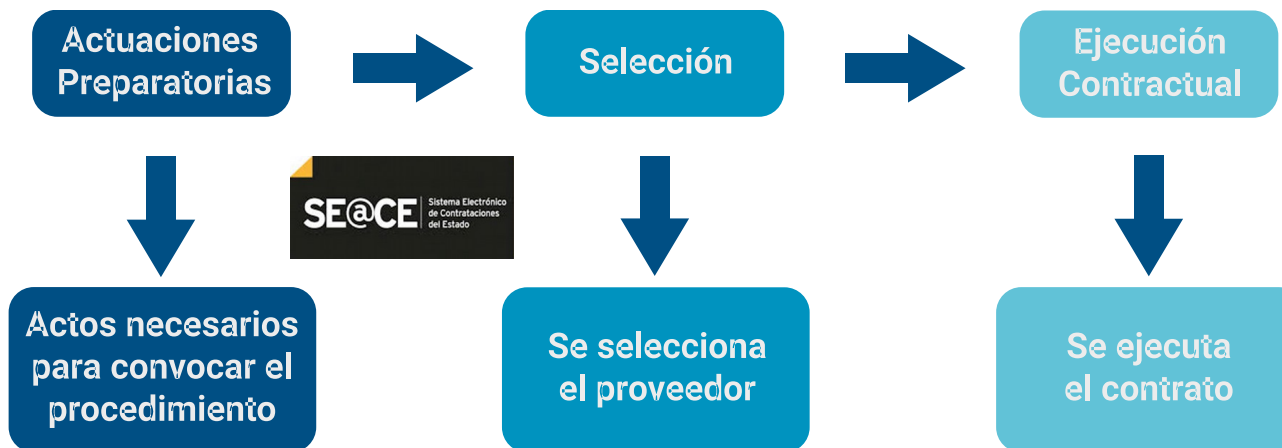 Actuaciones
Preparatorias
Selección
Ejecución
Contractual
SE@CE
Sistema Electrónico
de Contrataciones
del Estado
Actos necesarios
para convocar el
procedimiento
Se selecciona
el proveedor
Se ejecuta
el contrato